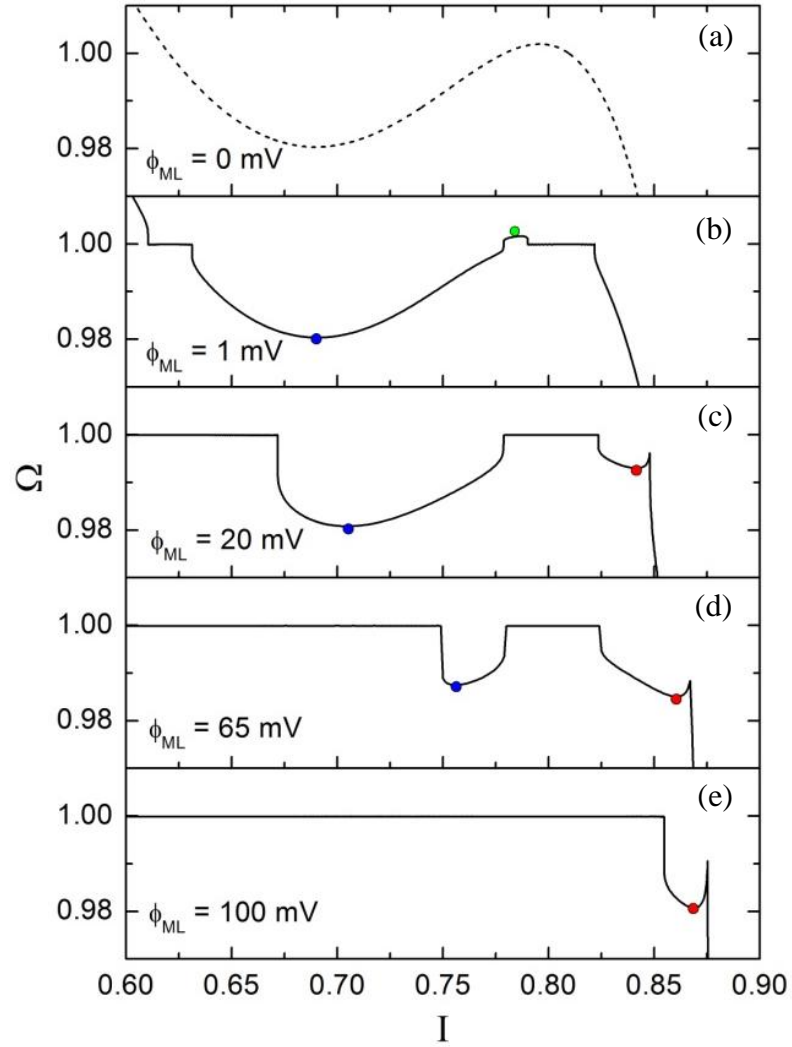 (a)
1.00
0.98
ϕML = 0 mV
(b)
1.00
0.98
ϕML = 1 mV
(c)
1.00
0.98
ϕML = 20 mV
(d)
1.00
0.98
ϕML = 65 mV
(e)
1.00
0.98
ϕML = 100 mV
Ω
0.60 0.65 0.70 0.75 0.80 0.85 0.90
I